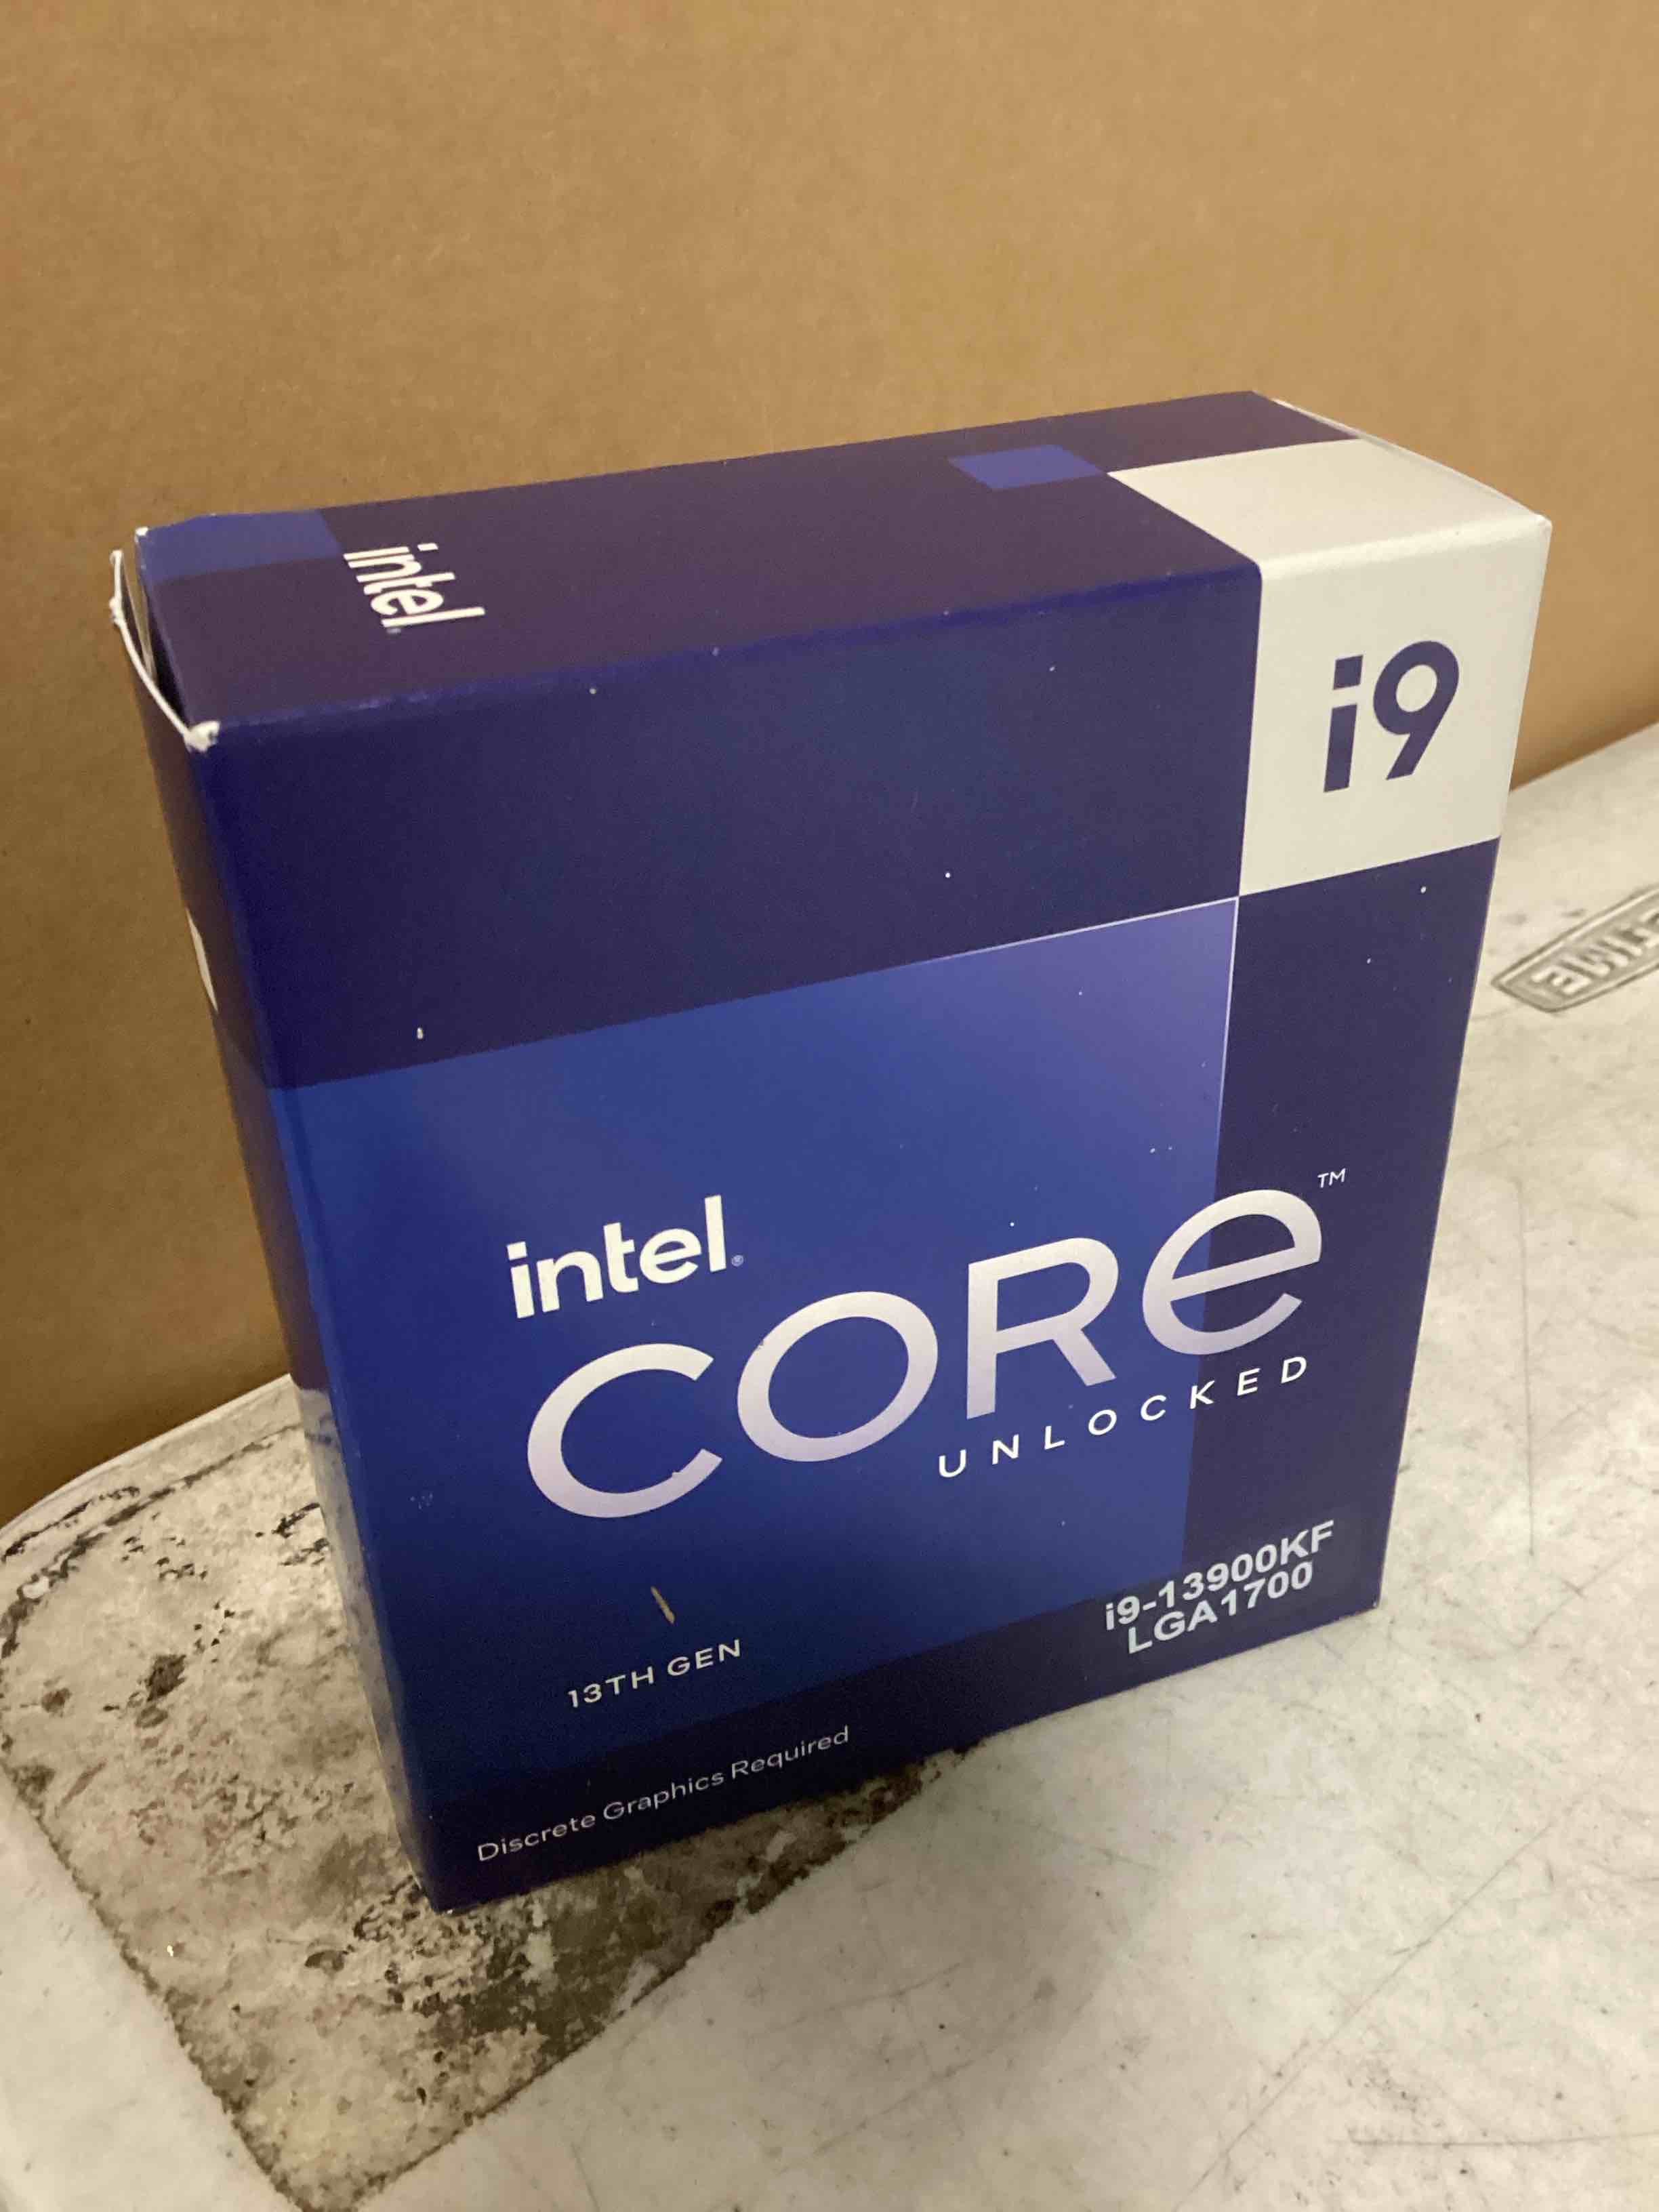 intel
i9
intel®
CORE™
UNLOCKED
i9-13900KF
LGA1700
13TH GEN
Discrete Graphics Required